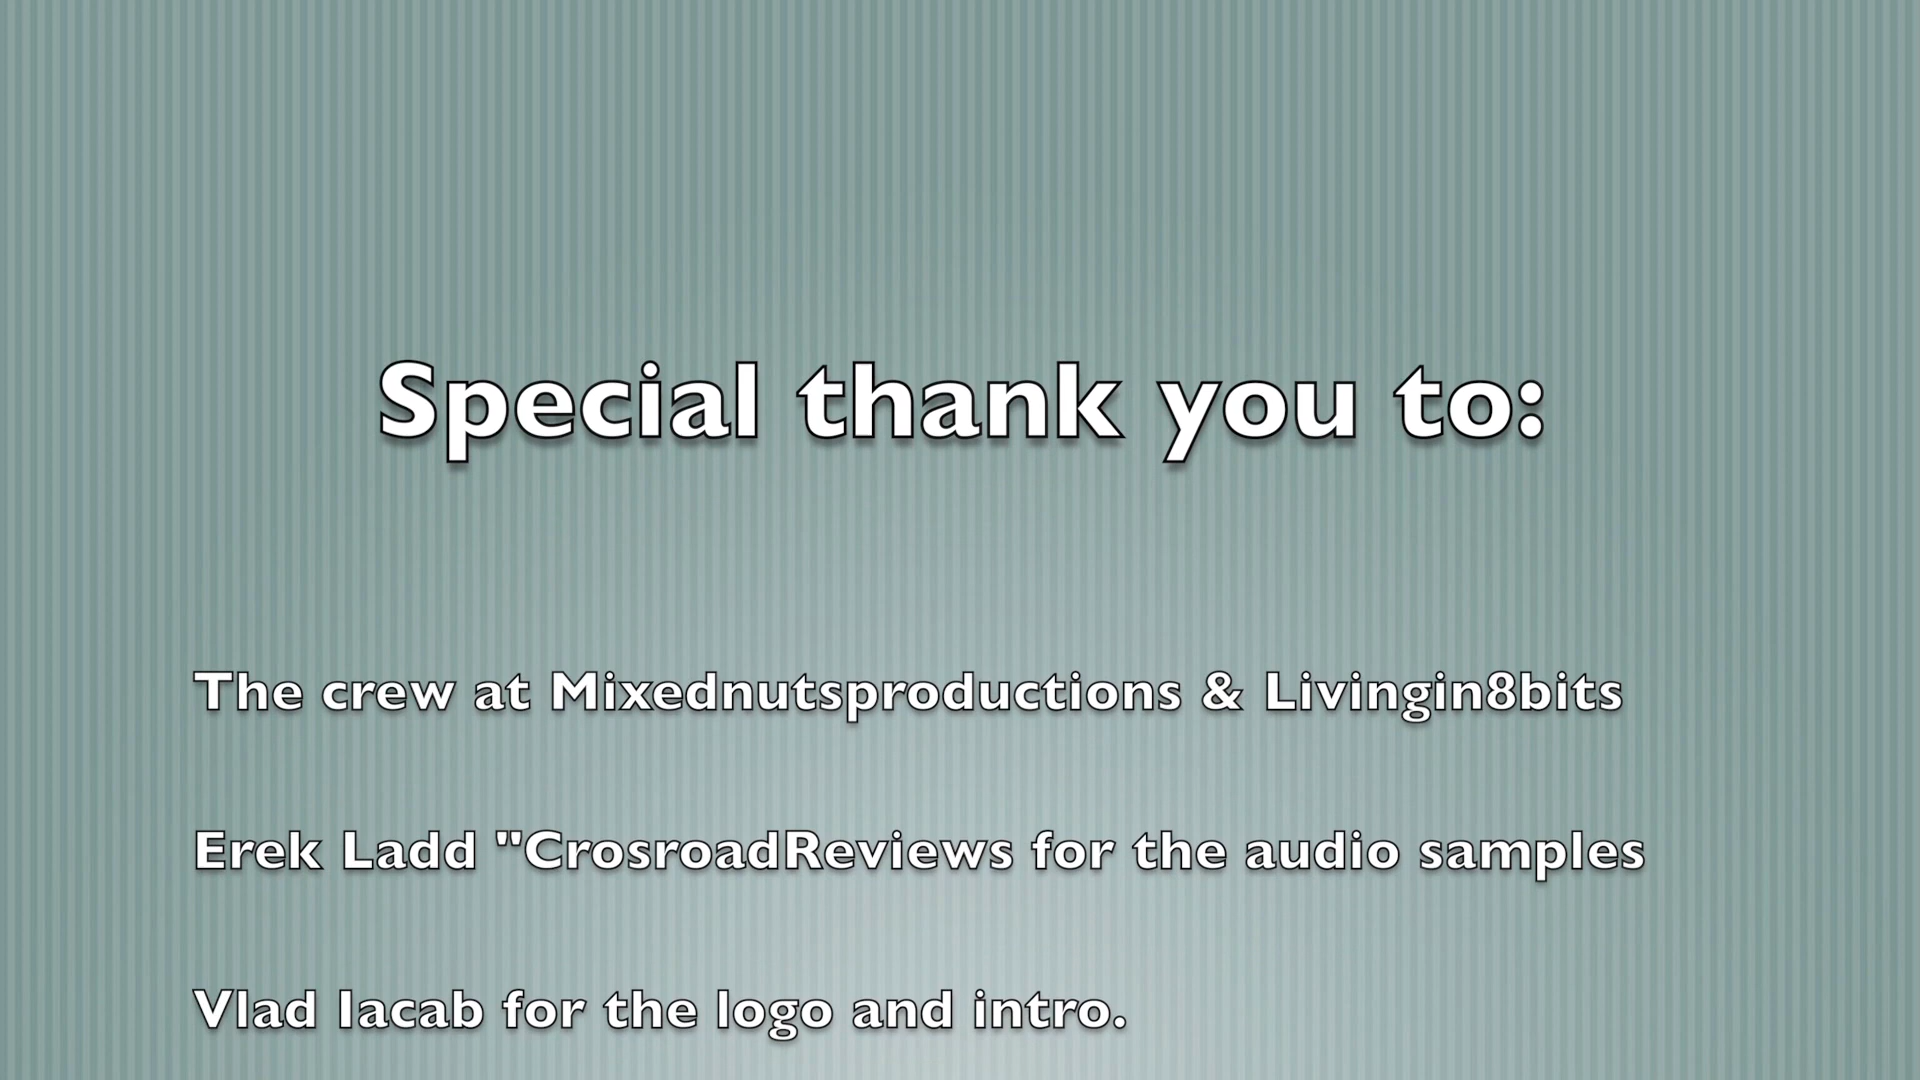 Special thank you to:
The crew at Mixednutsproductions & Livingin8bits
Erek Ladd "CrosroadReviews for the audio samples
Vlad Iacab for the logo and intro.